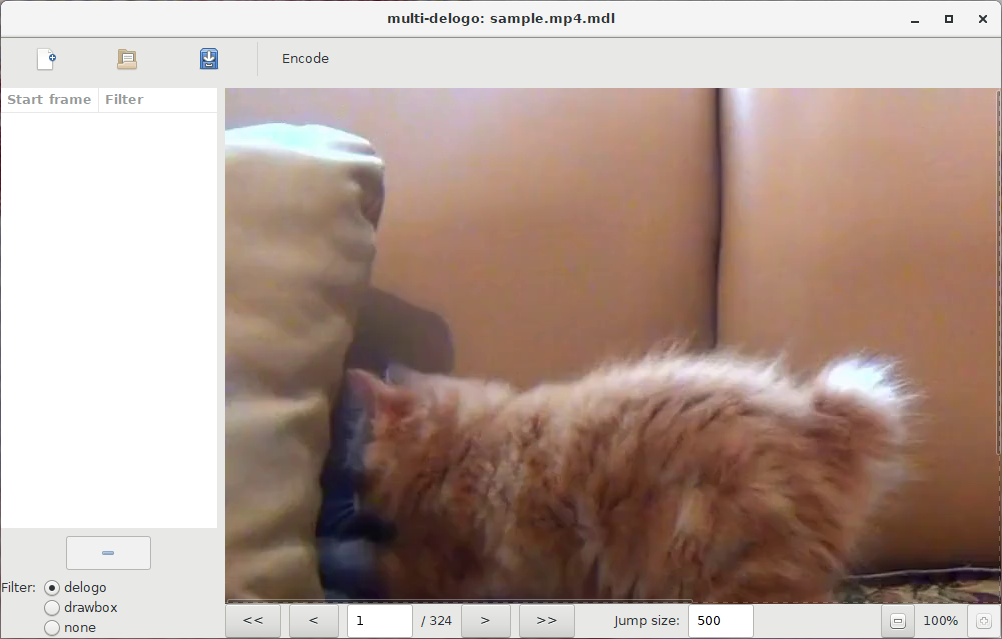 multi-delogo: sample.mp4.mdl
Encode
Start frame Filter
Filter: delogo
drawbox
none
<< < 1 / 324 > >> Jump size: 500 100%